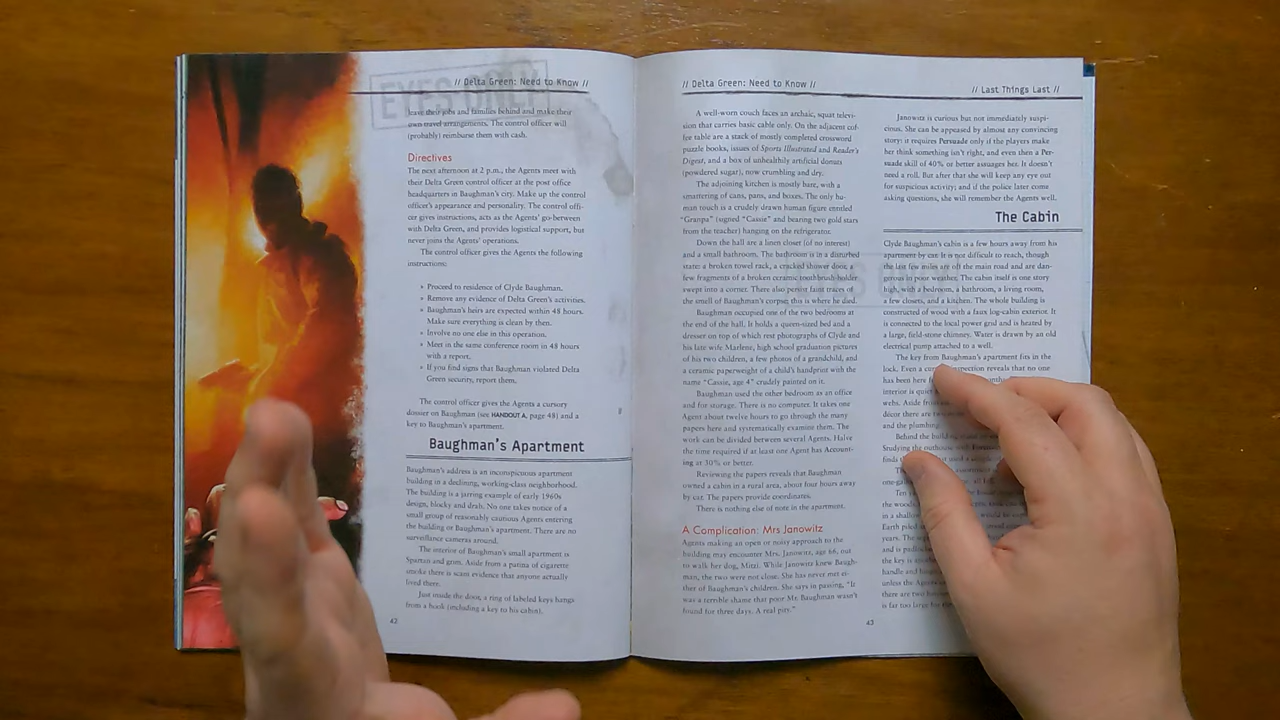 // Delta Green: Need to Know //
EYES ONLY
leave their jobs and families behind and make their
own travel arrangements. The control officer will
(probably) reimburse them with cash.
Directives
The next afternoon at 2 p.m., the Agents meet with
their Delta Green control officer at the post office
headquarters in Baughman's city. Make up the control
officer's appearance and personality. The control offi-
cer gives instructions, acts as the Agents' go-between
with Delta Green, and provides logistical support, but
never joins the Agents' operations.
The control officer gives the Agents the following
instructions:
» Proceed to residence of Clyde Baughman.
» Remove any evidence of Delta Green's activities.
» Baughman's heirs are expected within 48 hours.
Make sure everything is clean by then.
» Involve no one else in this operation.
» Meet in the same conference room in 48 hours
with a report.
» If you find signs that Baughman violated Delta
Green security, report them.
The control officer gives the Agents a cursory
dossier on Baughman (see HANDOUT A, page 48) and a
key to Baughman's apartment.
Baughman's Apartment
Baughman's address is an inconspicuous apartment
building in a declining, working-class neighborhood.
The building is a jarring example of early 1960s
design, blocky and drab. No one takes notice of a
small group of reasonably cautious Agents entering
the building or Baughman's apartment. There are no
surveillance cameras around.
The interior of Baughman's small apartment is
Spartan and grim. Aside from a patina of cigarette
smoke there is scant evidence that anyone actually
lived there.
Just inside the door, a ring of labeled keys hangs
from a hook (including a key to his cabin).
42
// Delta Green: Need to Know //
// Last Things Last //
A well-worn couch faces an archaic, squat televi-
sion that carries basic cable only. On the adjacent cof-
fee table are a stack of mostly completed crossword
puzzle books, issues of Sports Illustrated and Reader's
Digest, and a box of unhealthily artificial donuts
(powdered sugar), now crumbling and dry.
The adjoining kitchen is mostly bare, with a
smattering of cans, pans, and boxes. The only hu-
man touch is a crudely drawn human figure entitled
"Granpa" (signed "Cassie" and bearing two gold stars
from the teacher) hanging on the refrigerator.
Down the hall are a linen closet (of no interest)
and a small bathroom. The bathroom is in a disturbed
state: a broken towel rack, a cracked shower door, a
few fragments of a broken ceramic toothbrush-holder
swept into a corner. There also persist faint traces of
the smell of Baughman's corpse; this is where he died.
Baughman occupied one of the two bedrooms at
the end of the hall. It holds a queen-sized bed and a
dresser on top of which rest photographs of Clyde and
his late wife Marlene, high school graduation pictures
of his two children, a few photos of a grandchild, and
a ceramic paperweight of a child's handprint with the
name "Cassie, age 4" crudely painted on it.
Baughman used the other bedroom as an office
and for storage. There is no computer. It takes one
Agent about twelve hours to go through the many
papers here and systematically examine them. The
work can be divided between several Agents. Halve
the time required if at least one Agent has Account-
ing at 30% or better.
Reviewing the papers reveals that Baughman
owned a cabin in a rural area, about four hours away
by car. The papers provide coordinates.
There is nothing else of note in the apartment.
A Complication: Mrs Janowitz
Agents making an open or noisy approach to the
building may encounter Mrs. Janowitz, age 66, out
to walk her dog, Mitzi. While Janowitz knew Baugh-
man, the two were not close. She has never met ei-
ther of Baughman's children. She says in passing, "It
was a terrible shame that poor Mr. Baughman wasn't
found for three days. A real pity."
Janowitz is curious but not immediately suspi-
cious. She can be appeased by almost any convincing
story: it requires Persuade only if the players make
her think something isn't right, and even then a Per-
suade skill of 40% or better assuages her. It doesn't
need a roll. But after that she will keep any eye out
for suspicious activity; and if the police later come
asking questions, she will remember the Agents well.
The Cabin
Clyde Baughman's cabin is a few hours away from his
apartment by car. It is not difficult to reach, though
the last few miles are off the main road and are dan-
gerous in poor weather. The cabin itself is one story
high, with a bedroom, a bathroom, a living room,
a few closets, and a kitchen. The whole building is
constructed of wood with a faux log-cabin exterior. It
is connected to the local power grid and is heated by
a large, field-stone chimney. Water is drawn by an old
electrical pump attached to a well.
The key from Baughman's apartment fits in the
lock. Even a inspection reveals that no one
has been here
interior is quiet
webs. Aside from
décor there are
and the plumbing
Behind the building
Studying the outhouse
finds
one-ga
Ten
the woods
in a shallow
Earth piled
years. The
and is padlocked
the key is
handle and
unless the Agents
there are two
is far too large
43